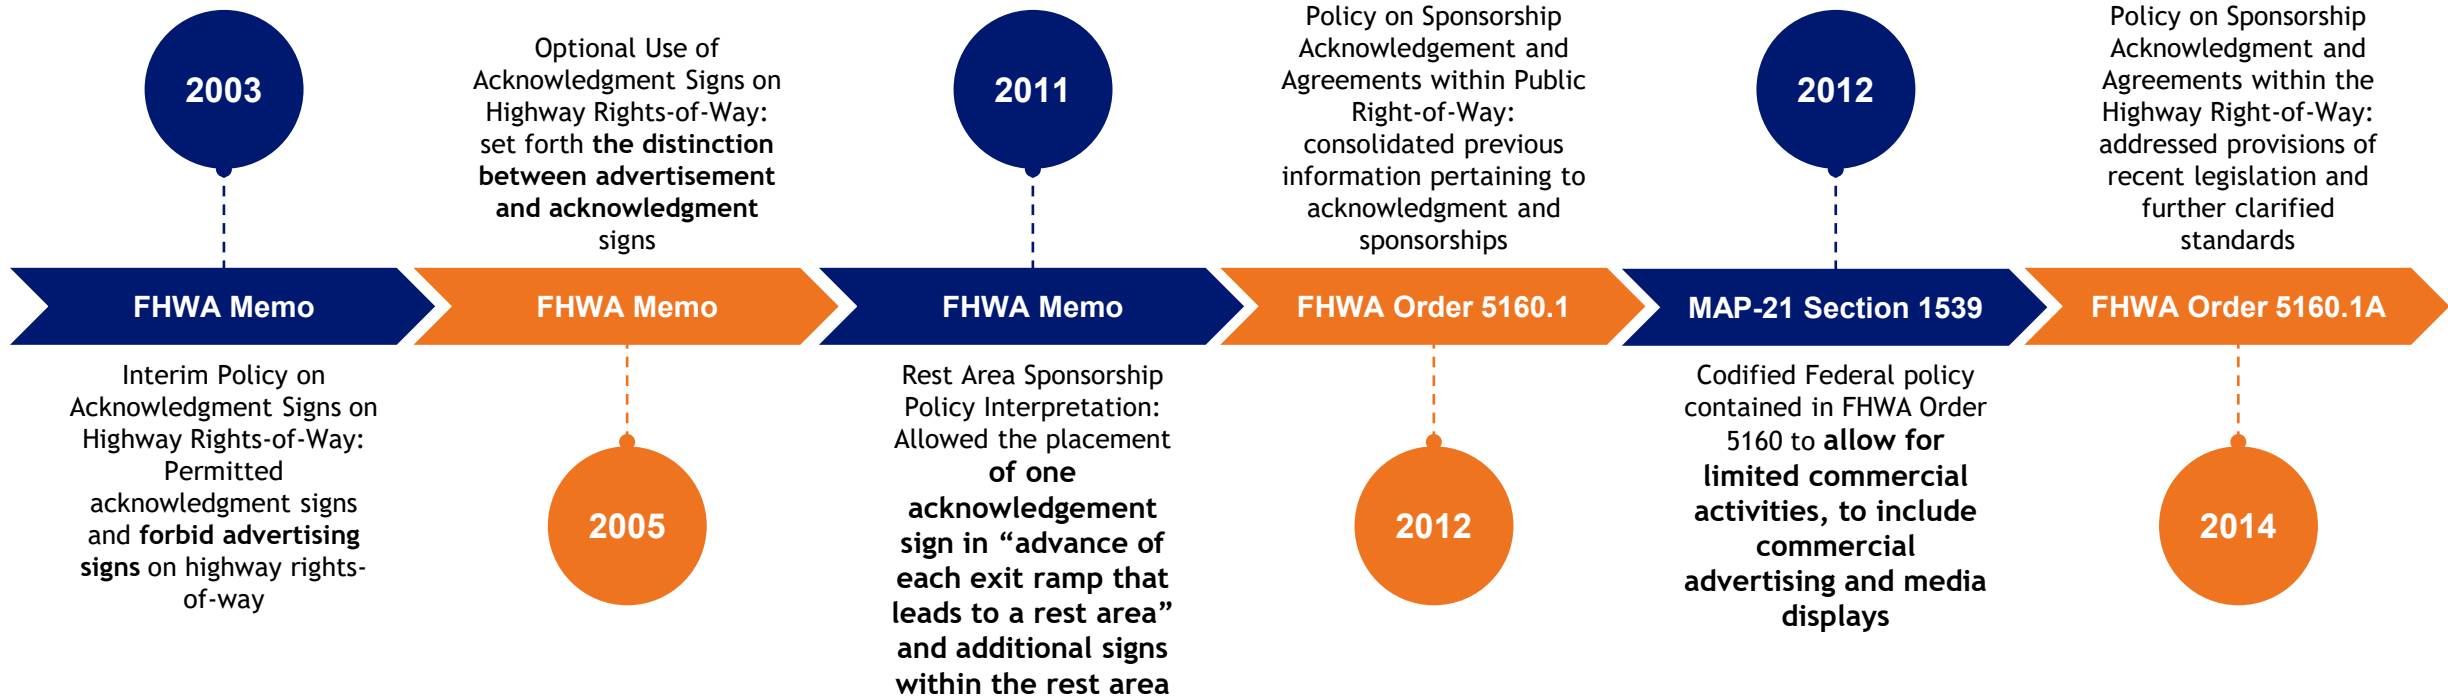 2003
FHWA Memo
Interim Policy on
Acknowledgment Signs on
Highway Rights-of-Way:
Permitted
acknowledgment signs
and forbid advertising
signs on highway rights-
of-way
Optional Use of
Acknowledgment Signs on
Highway Rights-of-Way:
set forth the distinction
between advertisement
and acknowledgment
signs
FHWA Memo
2005
2011
FHWA Memo
Rest Area Sponsorship
Policy Interpretation:
Allowed the placement
of one
acknowledgement
sign in “advance of
each exit ramp that
leads to a rest area”
and additional signs
within the rest area
Policy on Sponsorship
Acknowledgement and
Agreements within Public
Right-of-Way:
consolidated previous
information pertaining to
acknowledgment and
sponsorships
FHWA Order 5160.1
2012
2012
MAP-21 Section 1539
Codified Federal policy
contained in FHWA Order
5160 to allow for
limited commercial
activities, to include
commercial
advertising and media
displays
Policy on Sponsorship
Acknowledgment and
Agreements within the
Highway Right-of-Way:
addressed provisions of
recent legislation and
further clarified
standards
FHWA Order 5160.1A
2014